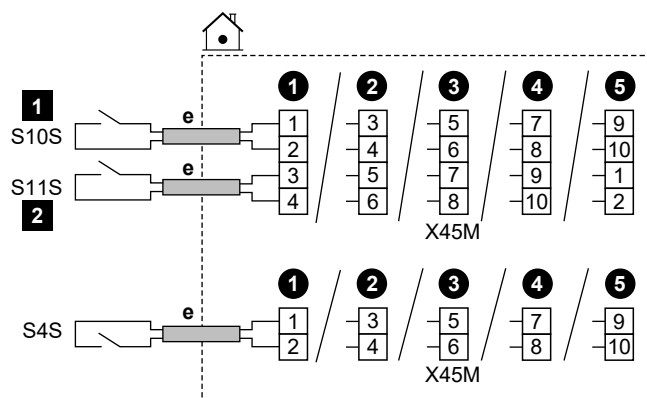 1 2 3 4 5
1 e 1 3 5 7 9
S10S 2 4 6 8 10
e 3 5 7 9 1
S11S 4 6 8 10 2
2 X45M
1 2 3 4 5
e 1 3 5 7 9
S4S 2 4 6 8 10
X45M